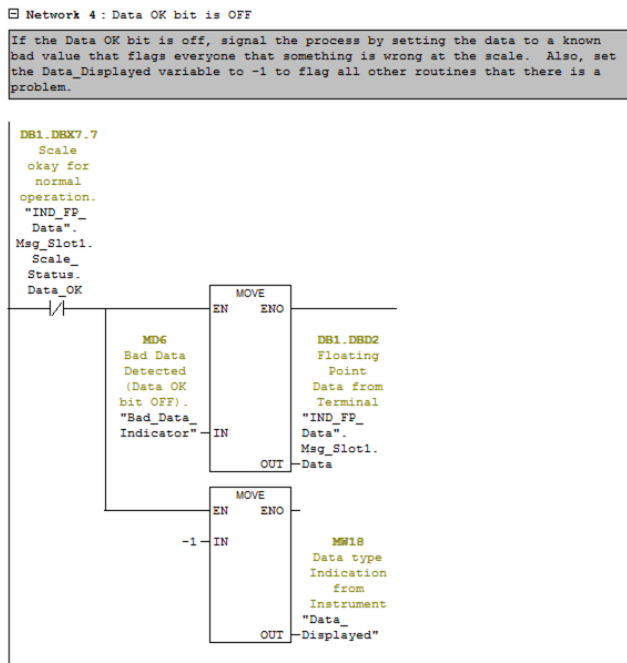 Network 4 : Data OK bit is OFF
If the Data OK bit is off, signal the process by setting the data to a known
bad value that flags everyone that something is wrong at the scale.  Also, set
the Data_Displayed variable to -1 to flag all other routines that there is a
problem.
DB1.DBX7.7
Scale
okay for
normal
operation.
"IND_FP_
Data".
Msg_Slot1.
Scale_
Status.
Data_OK
MOVE
EN ENO
MD6
Bad Data
Detected
(Data OK
bit OFF).
"Bad_Data_
Indicator" IN
DB1.DBD2
Floating
Point
Data from
Terminal
"IND_FP_
Data".
Msg_Slot1.
OUT Data
MOVE
EN ENO
-1 IN
MW18
Data type
Indication
from
Instrument
"Data_
OUT Displayed"